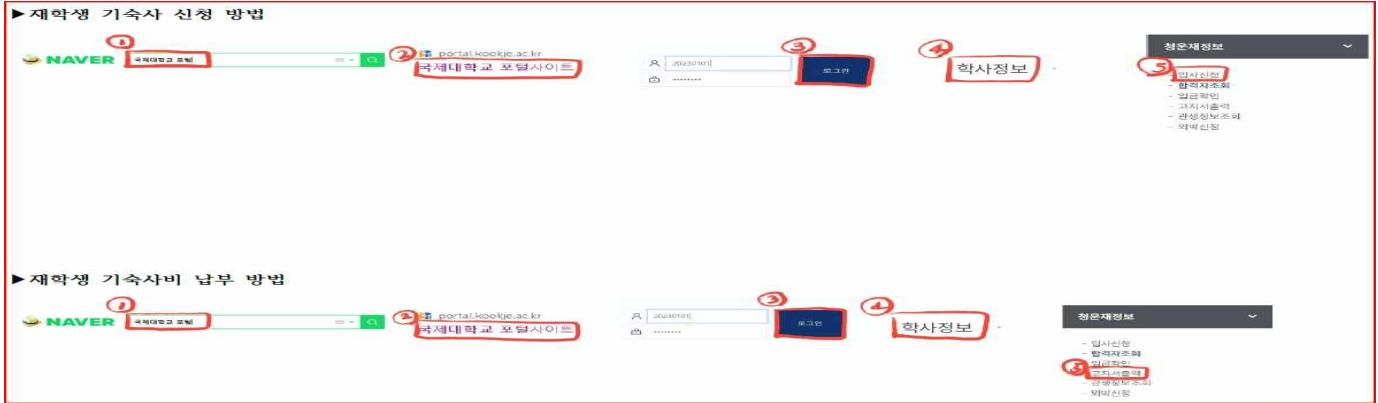 ►재학생 기숙사 신청 방법
①
NAVER 국제대학교 포털
②
portal.kookje.ac.kr
국제대학교 포털사이트
③
20230101
로그인
④
학사정보
청운재정보
⑤
- 입사신청
- 합격자조회
- 입금확인
- 고지서출력
- 관생정보조회
- 외박신청
►재학생 기숙사비 납부 방법
①
NAVER 국제대학교 포털
②
portal.kookje.ac.kr
국제대학교 포털사이트
③
20230101
로그인
④
학사정보
청운재정보
- 입사신청
- 합격자조회
- 입금확인
⑤
- 고지서출력
- 관생정보조회
- 외박신청